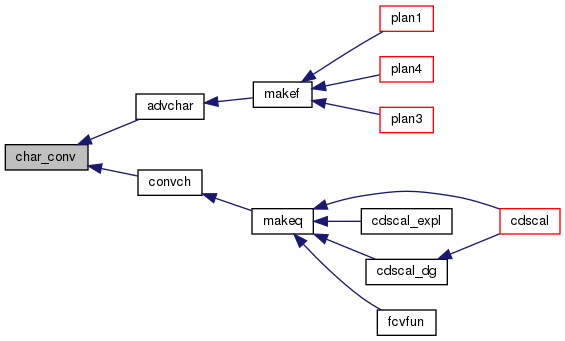 plan1
plan4
advchar
makef
plan3
char_conv
convch
makeq
cdscal_expl
cdscal
cdscal_dg
fcvfun